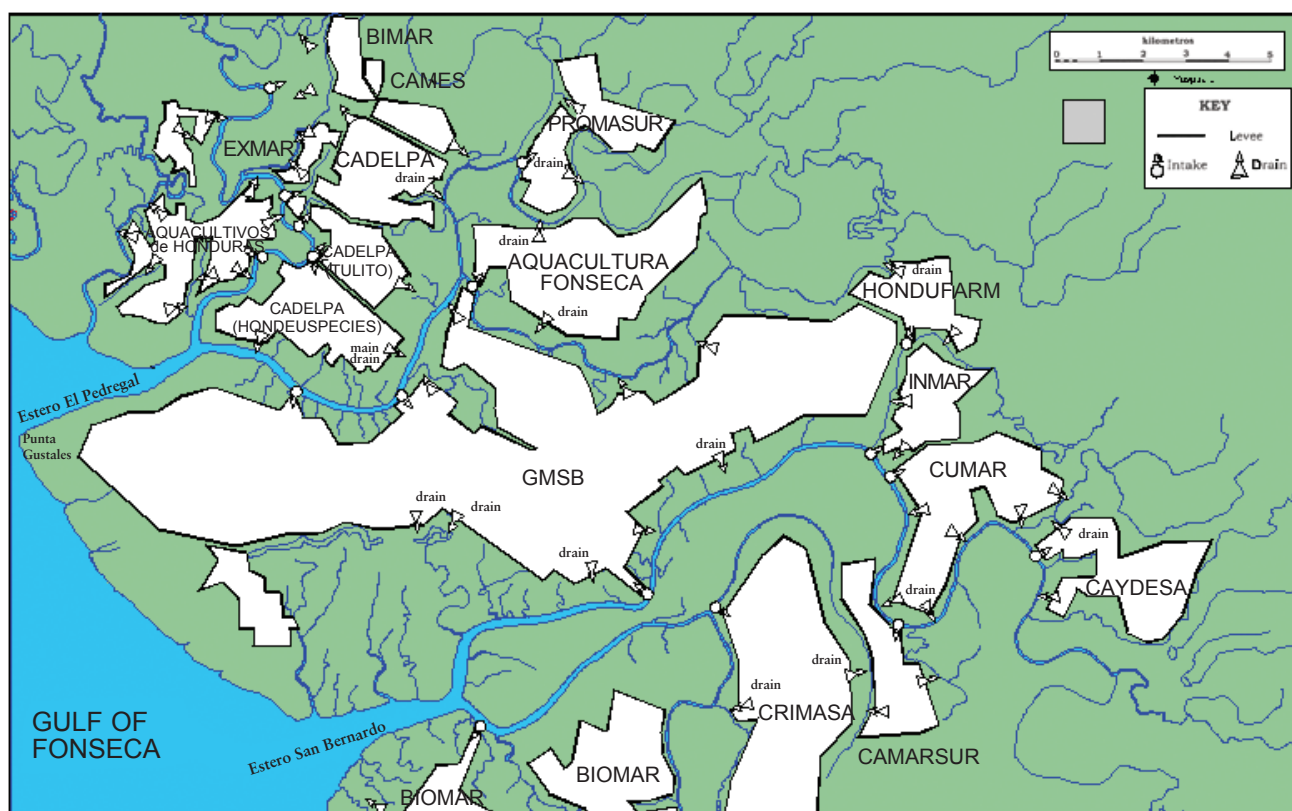 BIMAR
CAMES
kilometros
0 1 2 3 4 5
KEY
Levee
Intake
Drain
PROMASUR
EXMAR
CADELPA
drain
drain
AQUACULTIVOS
de HONDURAS
CADELPA
(TULITO)
drain
AQUACULTURA
FONSECA
drain
HONDUFARM
drain
CADELPA
(HONDEUSPECIES)
main
drain
INMAR
Estero El Pedregal
Punta
Gustales
GMSB
drain
CUMAR
drain
drain
drain
drain
CAYDESA
drain
drain
drain
CRIMASA
GULF OF
FONSECA
Estero San Bernardo
CAMARSUR
BIOMAR
BIOMAR